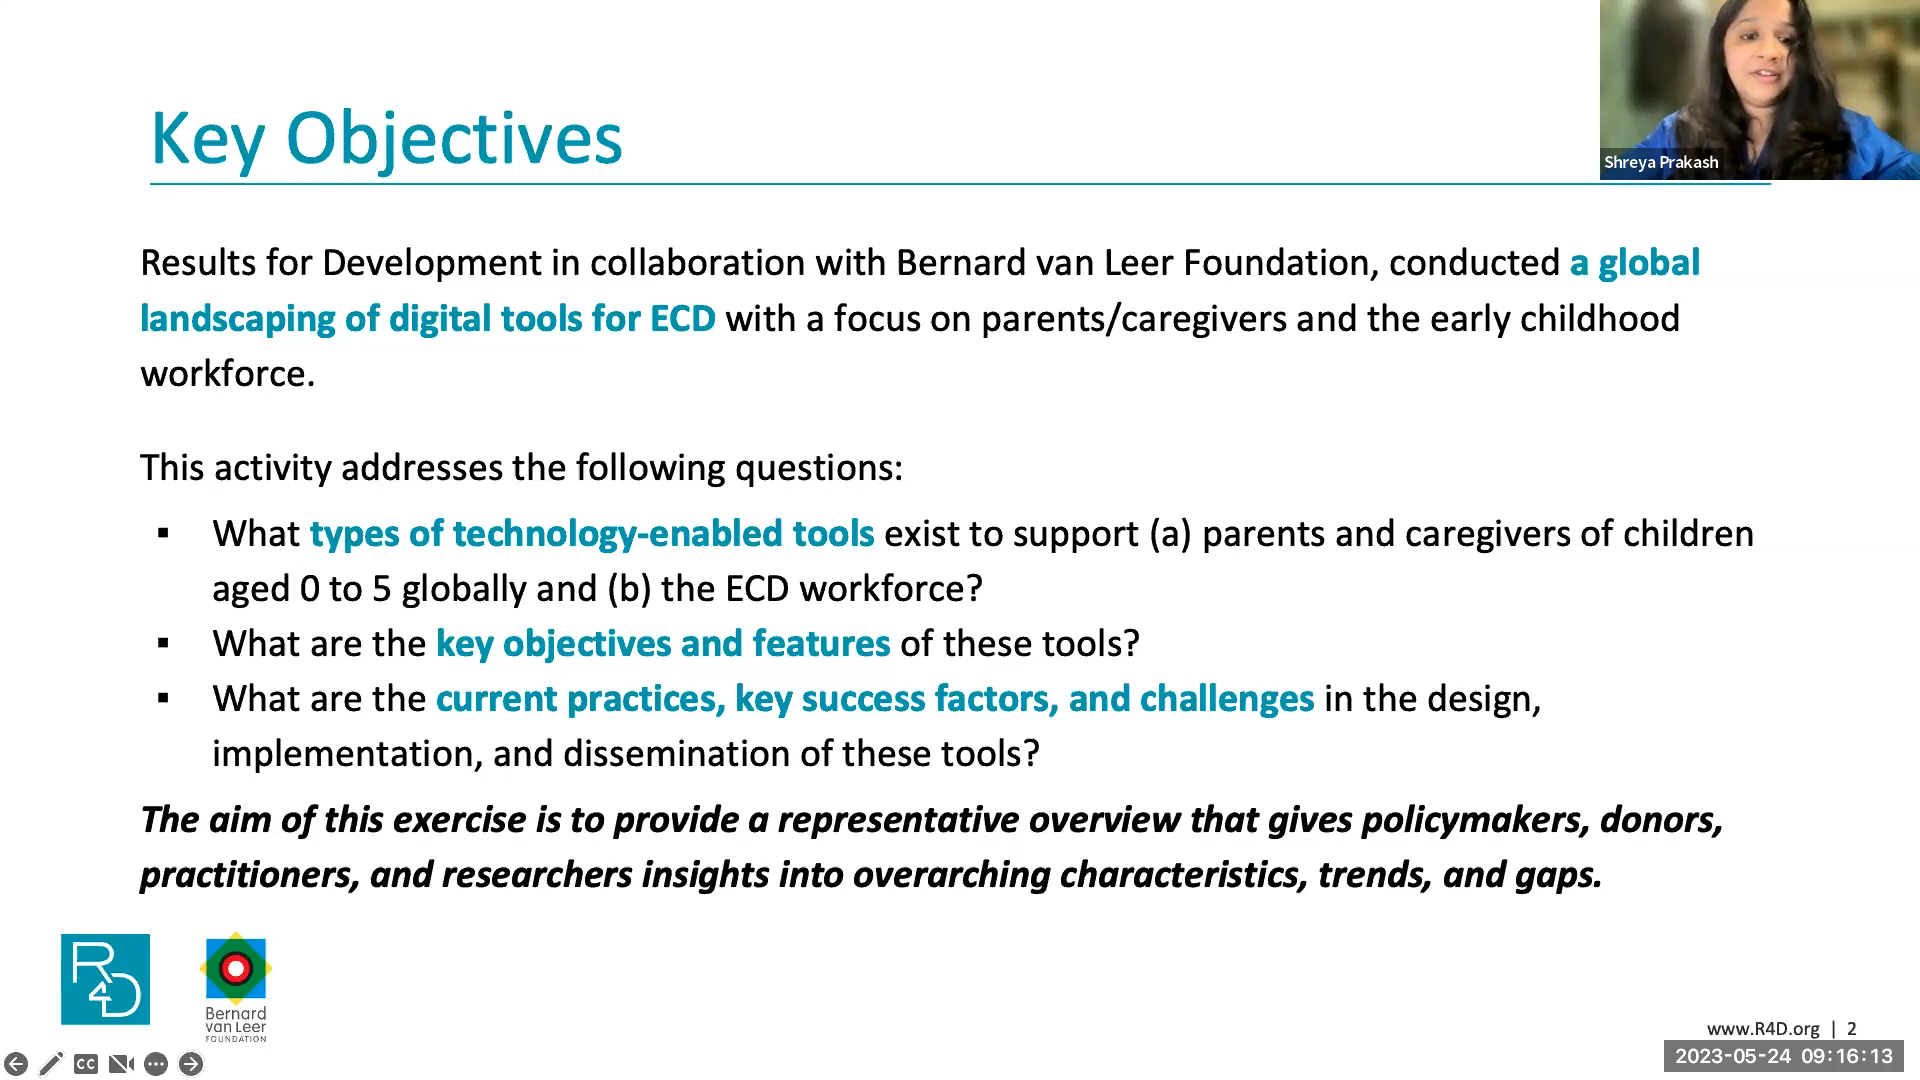 Key Objectives
Shreya Prakash
Results for Development in collaboration with Bernard van Leer Foundation, conducted a global
landscaping of digital tools for ECD with a focus on parents/caregivers and the early childhood
workforce.
This activity addresses the following questions:
▪ What types of technology-enabled tools exist to support (a) parents and caregivers of children
aged 0 to 5 globally and (b) the ECD workforce?
▪ What are the key objectives and features of these tools?
▪ What are the current practices, key success factors, and challenges in the design,
implementation, and dissemination of these tools?
The aim of this exercise is to provide a representative overview that gives policymakers, donors,
practitioners, and researchers insights into overarching characteristics, trends, and gaps.
R4D
Bernard
van Leer
FOUNDATION
www.R4D.org | 2
CC
2023-05-24 09:16:13